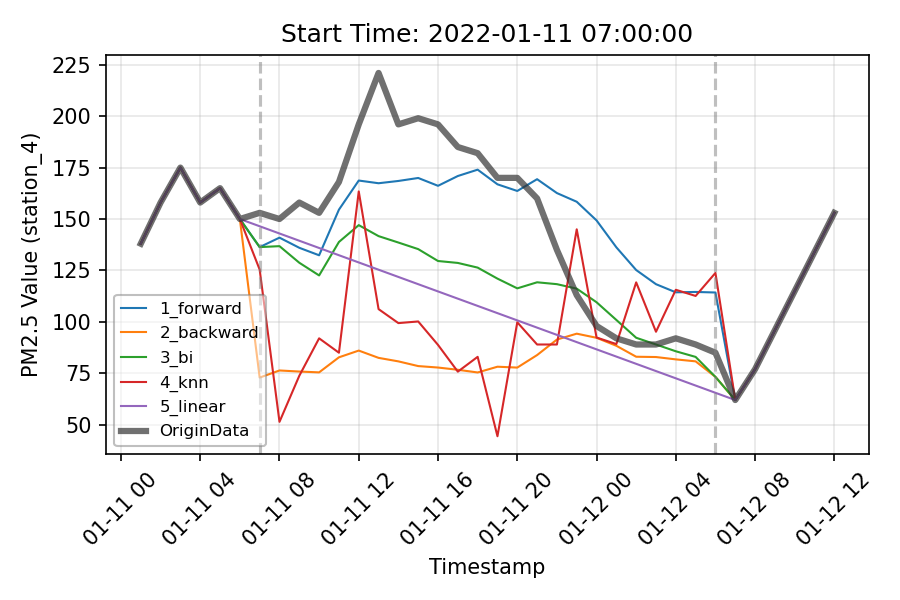 Start Time: 2022-01-11 07:00:00
PM2.5 Value (station_4)
225
200
175
150
125
100
75
50
1_forward
2_backward
3_bi
4_knn
5_linear
OriginData
01-11 00
01-11 04
01-11 08
01-11 12
01-11 16
01-11 20
01-12 00
01-12 04
01-12 08
01-12 12
Timestamp